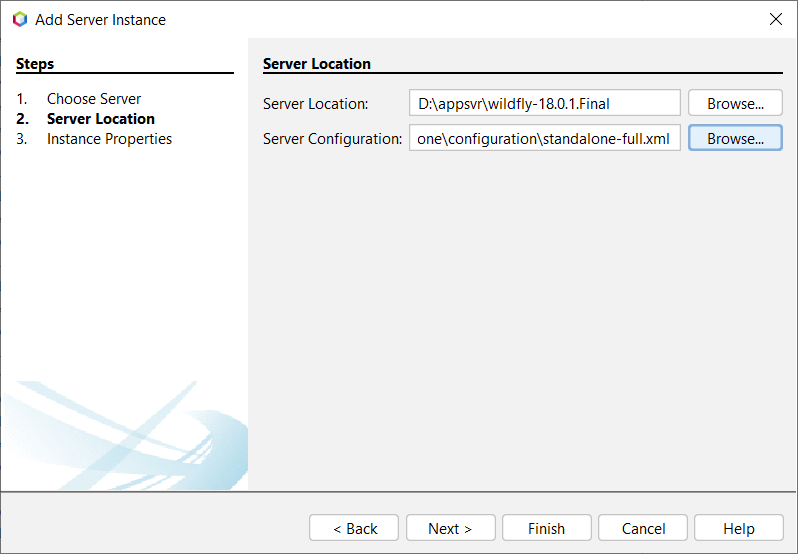 Add Server Instance
Steps
1. Choose Server
2. Server Location
3. Instance Properties
Server Location
Server Location: D:\appsvr\wildfly-18.0.1.Final Browse...
Server Configuration: one\configuration\standalone-full.xml Browse...
< Back Next > Finish Cancel Help